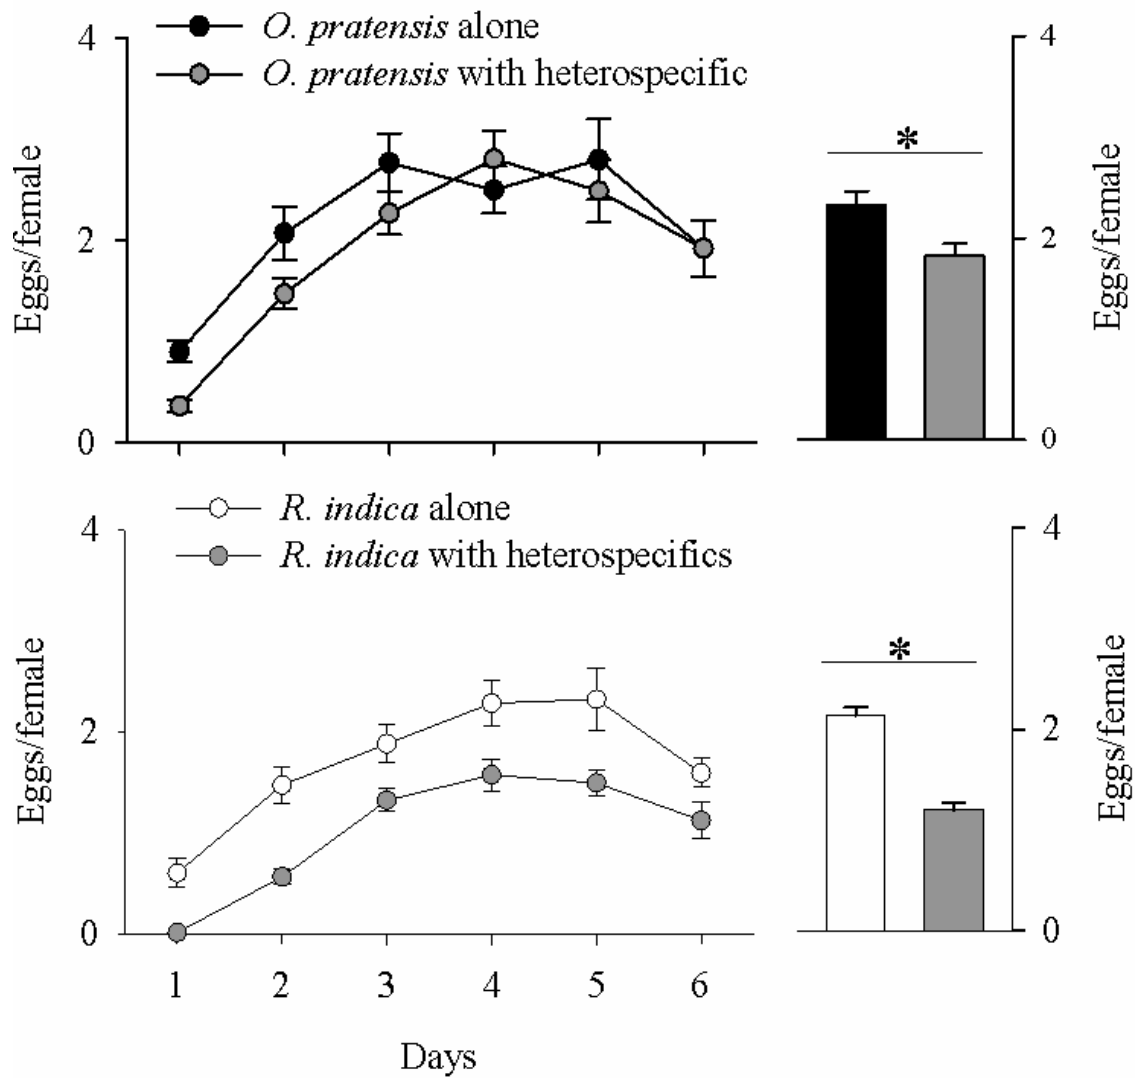 O. pratensis alone
O. pratensis with heterospecific
4
2
0
Eggs/female
*
4
2
0
Eggs/female
R. indica alone
R. indica with heterospecifics
4
2
0
Eggs/female
*
4
2
0
Eggs/female
1 2 3 4 5 6
Days